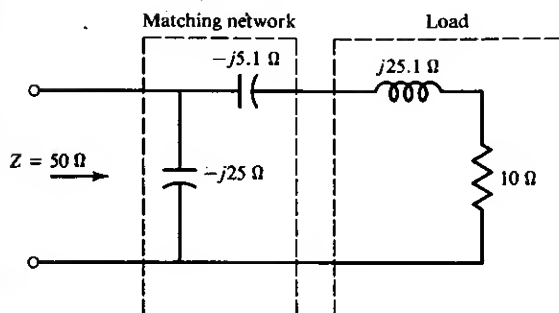 Matching network
Load
−j5.1 Ω
j25.1 Ω
Z = 50 Ω
−j25 Ω
10 Ω